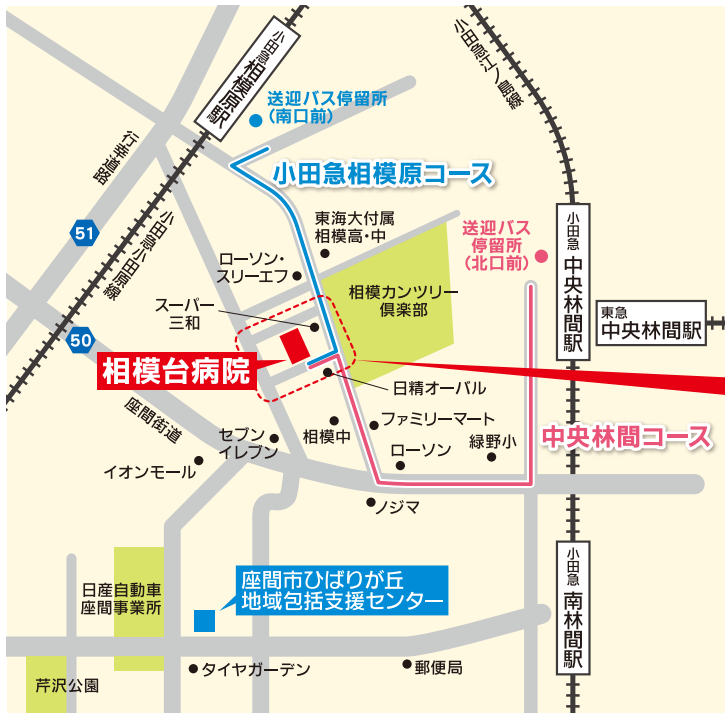 小田急
相模原駅
送迎バス停留所
(南口前)
小田急江ノ島線
行幸道路
小田急相模原コース
51
小田急小田原線
東海大付属
相模高・中
送迎バス
停留所
(北口前)
小田急
中央林間駅
ローソン・
スリーエフ
相模カンツリー
倶楽部
スーパー
三和
東急
中央林間駅
50
相模台病院
日精オーバル
座間街道
セブン
イレブン
相模中
ファミリーマート
中央林間コース
ローソン
緑野小
イオンモール
ノジマ
小田急
南林間駅
日産自動車
座間事業所
座間市ひばりが丘
地域包括支援センター
タイヤガーデン
郵便局
芹沢公園